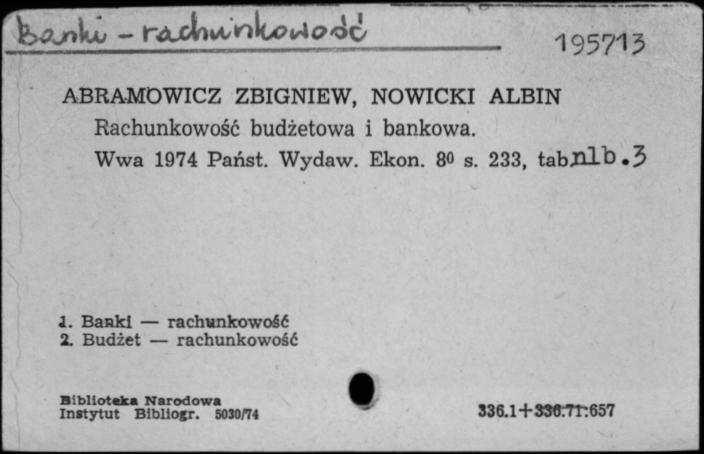 Banki - rachunkowość
195713
ABRAMOWICZ ZBIGNIEW, NOWICKI ALBIN
Rachunkowość budżetowa i bankowa.
Wwa 1974 Państ. Wydaw. Ekon. 8⁰ s. 233, tab nlb.3
1. Banki — rachunkowość
2. Budżet — rachunkowość
Biblioteka Narodowa
Instytut Bibliogr. 5030/74
336.1+336.71:657